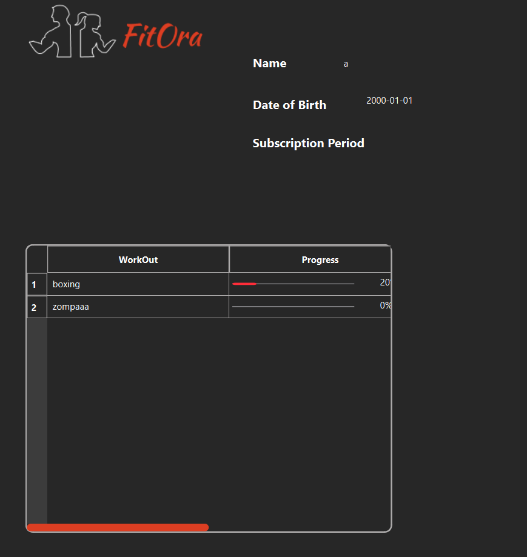 FitOra
Name a
Date of Birth 2000-01-01
Subscription Period
WorkOut Progress
1 boxing 20
2 zompaaa 0%